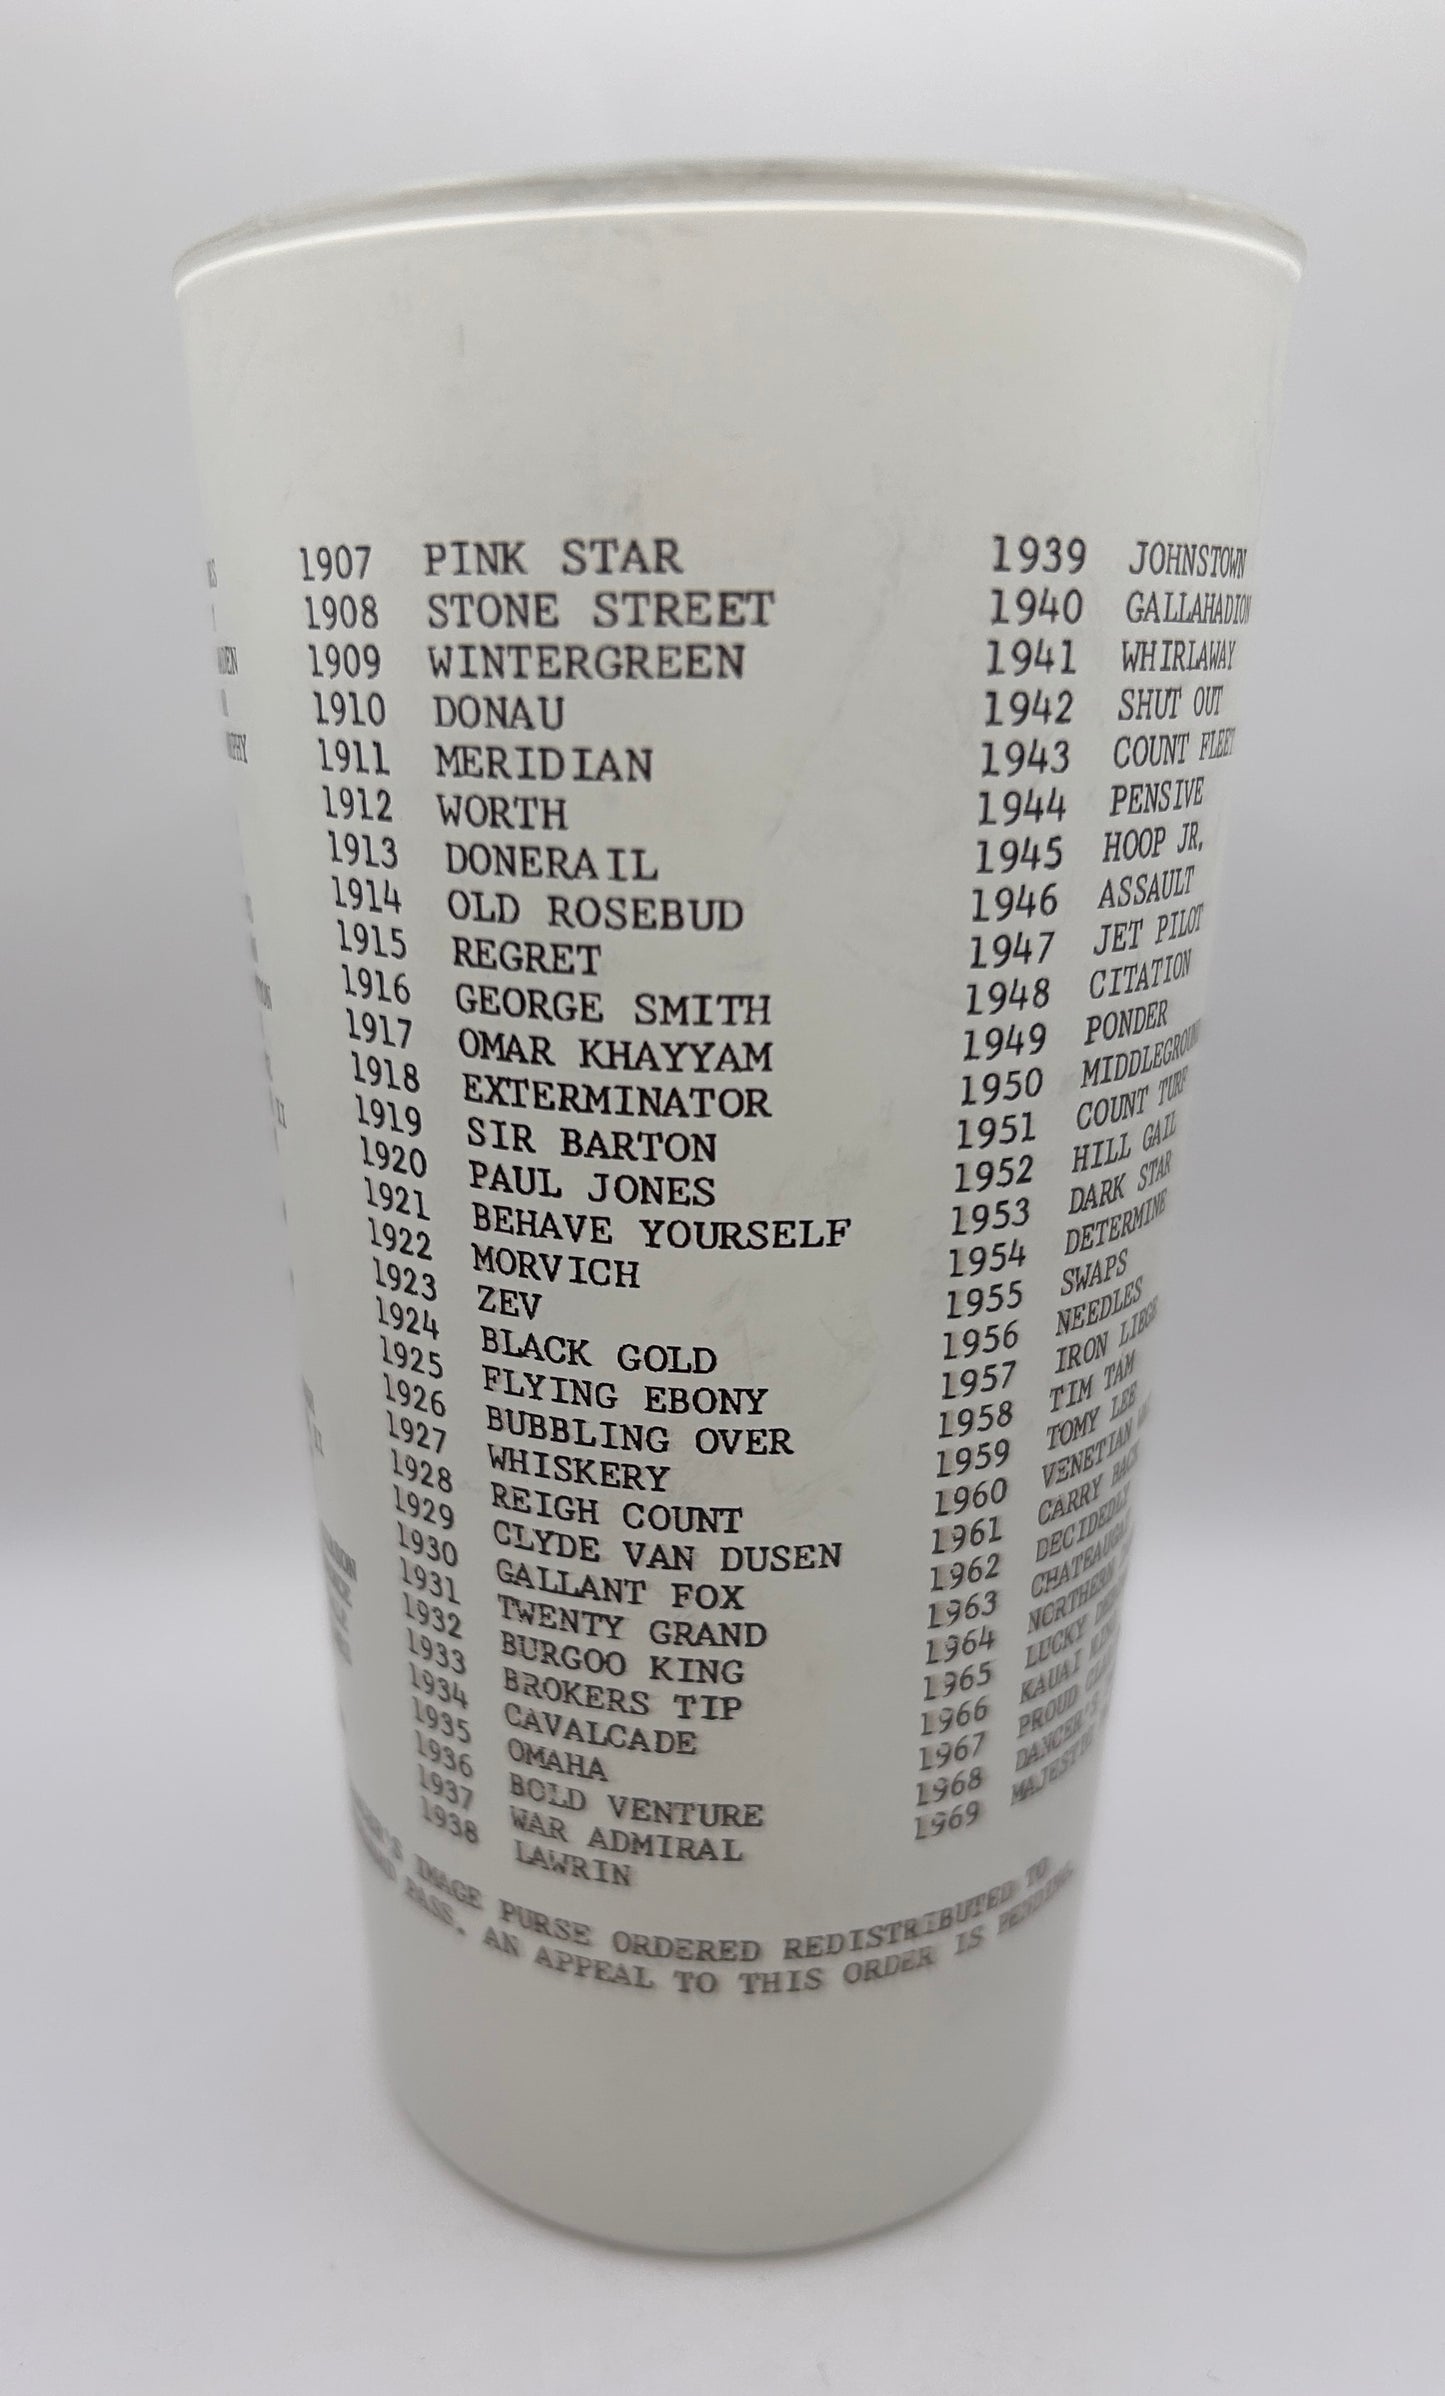 1907 PINK STAR
1908 STONE STREET
1909 WINTERGREEN
1910 DONAU
1911 MERIDIAN
1912 WORTH
1913 DONERAIL
1914 OLD ROSEBUD
1915 REGRET
1916 GEORGE SMITH
1917 OMAR KHAYYAM
1918 EXTERMINATOR
1919 SIR BARTON
1920 PAUL JONES
1921 BEHAVE YOURSELF
1922 MORVICH
1923 ZEV
1924 BLACK GOLD
1925 FLYING EBONY
1926 BUBBLING OVER
1927 WHISKERY
1928 REIGH COUNT
1929 CLYDE VAN DUSEN
1930 GALLANT FOX
1931 TWENTY GRAND
1932 BURGOO KING
1933 BROKERS TIP
1934 CAVALCADE
1935 OMAHA
1936 BOLD VENTURE
1937 WAR ADMIRAL
1938 LAWRIN
1939 JOHNSTOWN
1940 GALLAHADION
1941 WHIRLAWAY
1942 SHUT OUT
1943 COUNT FLEET
1944 PENSIVE
1945 HOOP JR.
1946 ASSAULT
1947 JET PILOT
1948 CITATION
1949 PONDER
1950 MIDDLEGROUND
1951 COUNT TURF
1952 HILL GAIL
1953 DARK STAR
1954 DETERMINE
1955 SWAPS
1956 NEEDLES
1957 IRON LIEGE
1958 TIM TAM
1959 TOMY LEE
1960 VENETIAN
1961 CARRY BACK
1962 DECIDEDLY
1963 CHATEAUGAY
1964 NORTHERN
1965 LUCKY
1966 KAUAI KING
1967 PROUD
1968 DANCER'S
1969 MAJESTIC
IMAGE PURSE ORDERED REDISTRIBUTED TO
PASS. AN APPEAL TO THIS ORDER IS PENDING